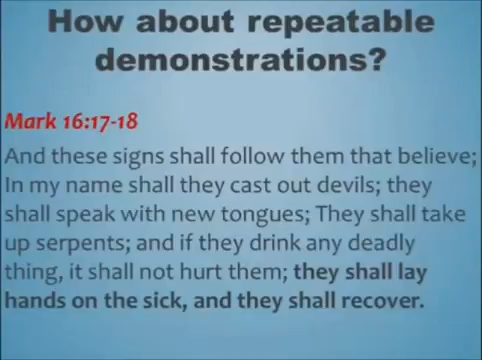 How about repeatable
demonstrations?
Mark 16:17-18
And these signs shall follow them that believe;
In my name shall they cast out devils; they
shall speak with new tongues; They shall take
up serpents; and if they drink any deadly
thing, it shall not hurt them; they shall lay
hands on the sick, and they shall recover.